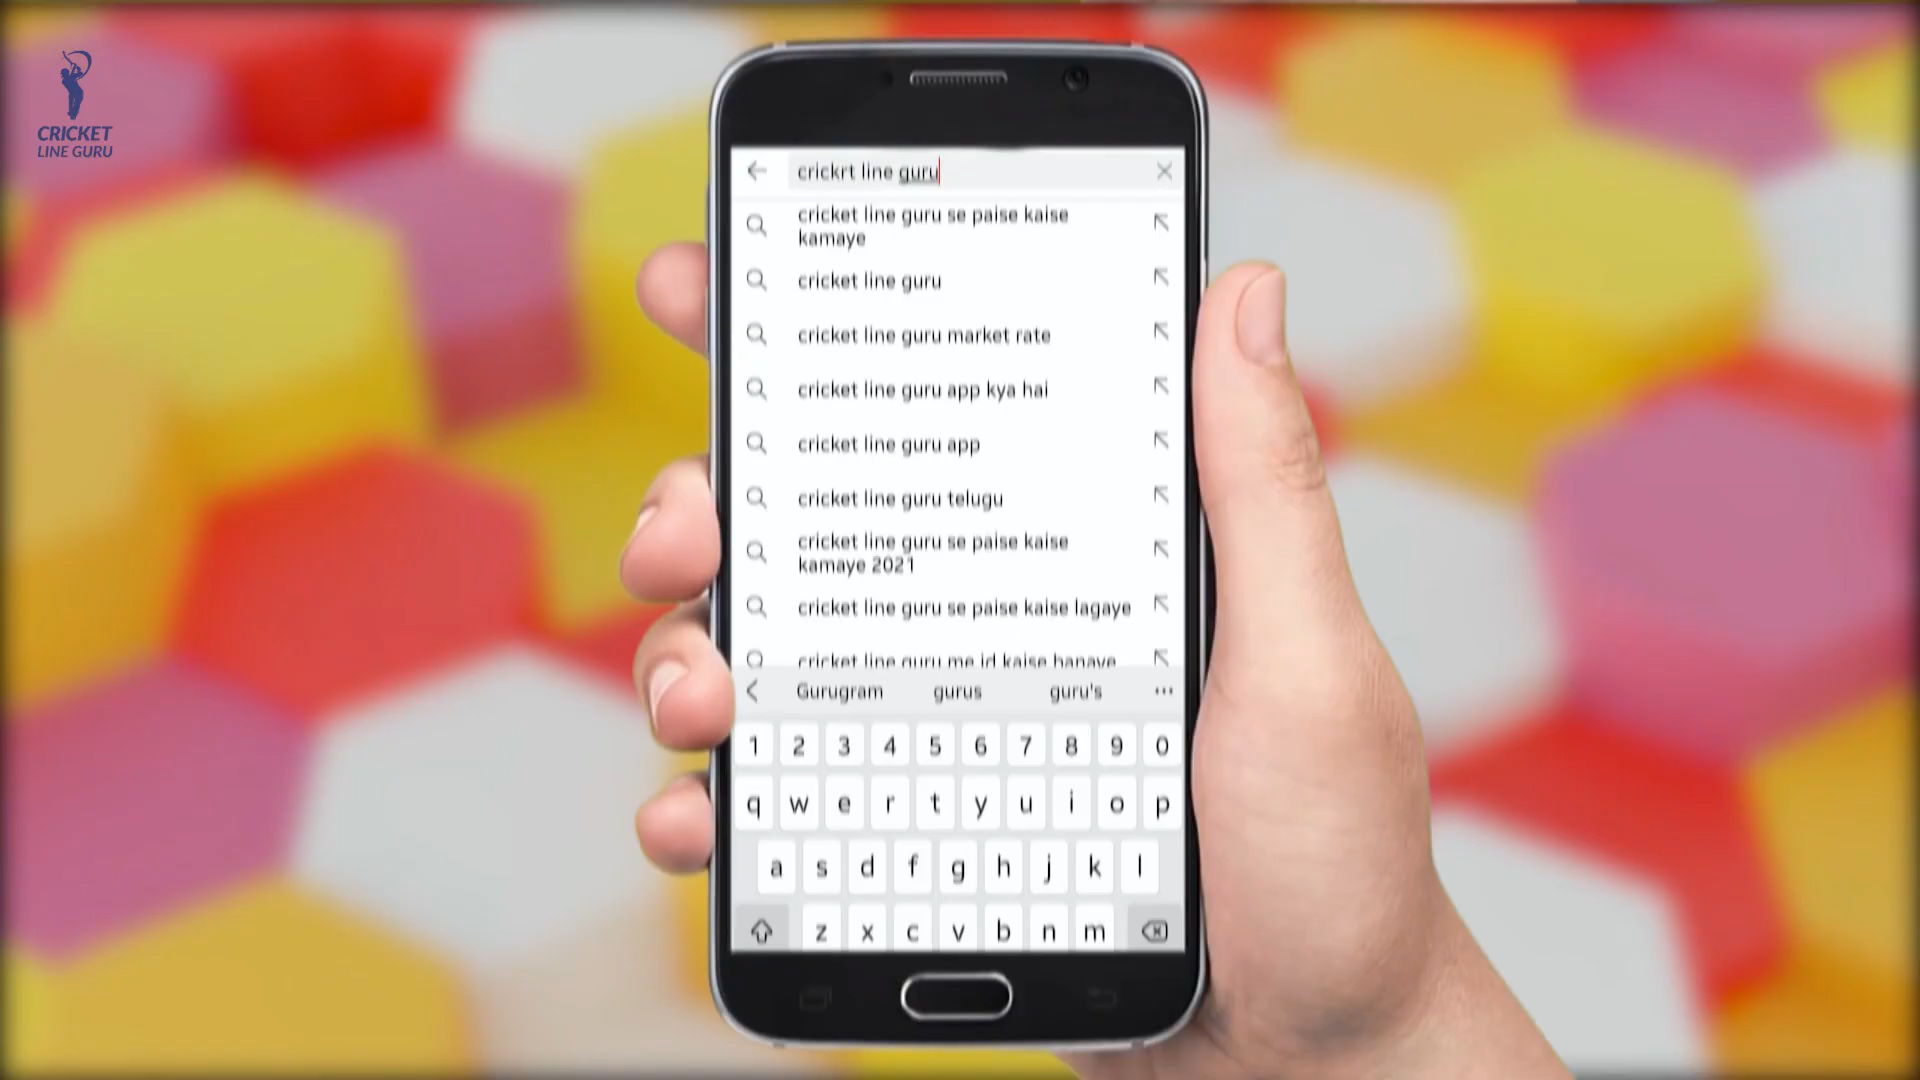 CRICKET
LINE GURU
crickrt line guru
cricket line guru se paise kaise
kamaye
cricket line guru
cricket line guru market rate
cricket line guru app kya hai
cricket line guru app
cricket line guru telugu
cricket line guru se paise kaise
kamaye 2021
cricket line guru se paise kaise lagaye
cricket line guru me id kaise banaye
Gurugram gurus guru's
1 2 3 4 5 6 7 8 9 0
q w e r t y u i o p
a s d f g h j k l
z x c v b n m